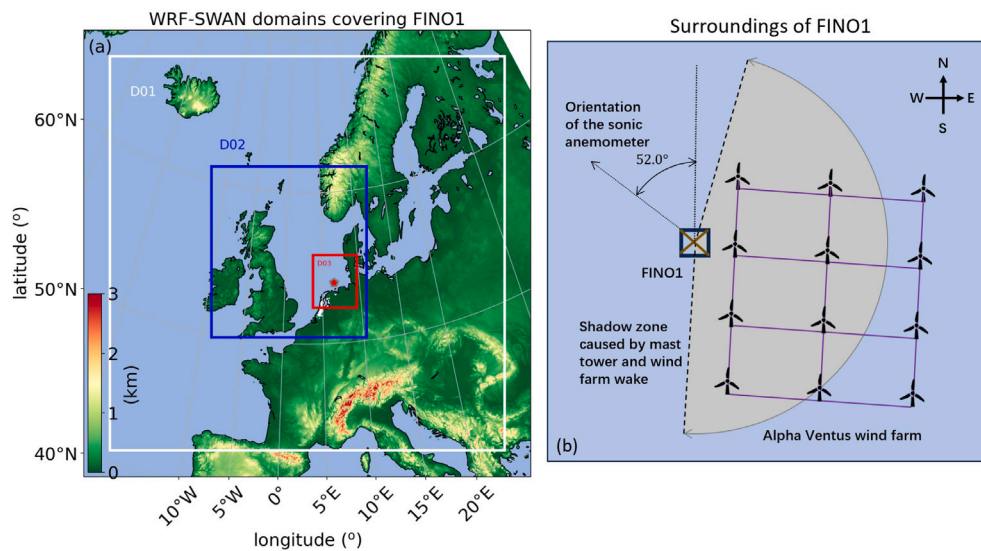 WRF-SWAN domains covering FINO1
(a)
D01
D02
D03
60°N
50°N
40°N
latitude (°)
3
2
1
0
(km)
10°W
5°W
0°
5°E
10°E
15°E
20°E
longitude (°)
Surroundings of FINO1
N
W E
S
Orientation
of the sonic
anemometer
52.0°
FINO1
Shadow zone
caused by mast
tower and wind
farm wake
Alpha Ventus wind farm
(b)